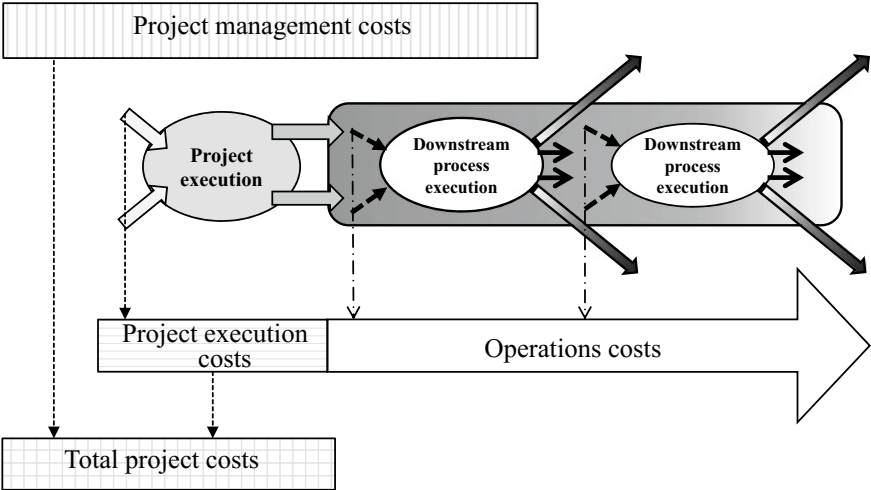 Project management costs
Project
execution
Downstream
process
execution
Downstream
process
execution
Project execution
costs
Operations costs
Total project costs